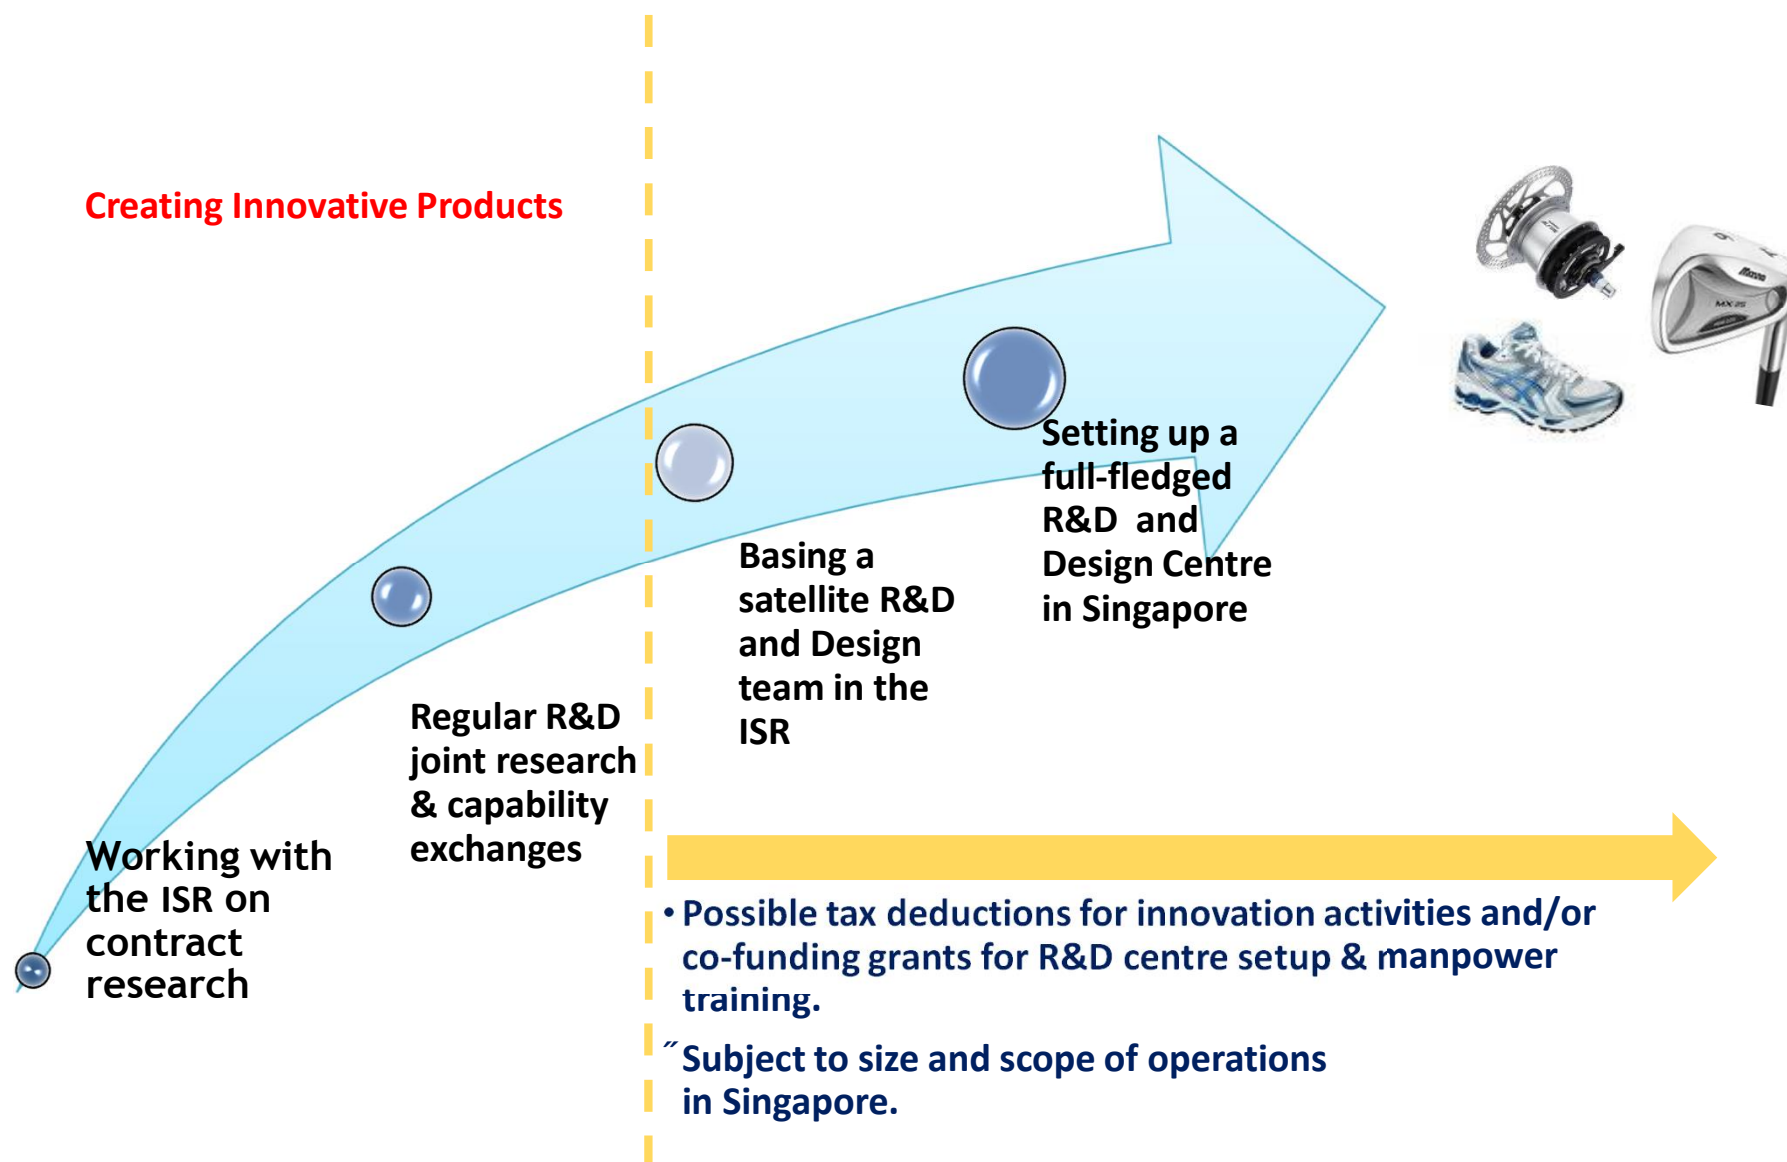 Creating Innovative Products
MX-25
Setting up a
full-fledged
R&D and
Design Centre
in Singapore
Basing a
satellite R&D
and Design
team in the
ISR
Regular R&D
joint research
& capability
exchanges
Working with
the ISR on
contract
research
• Possible tax deductions for innovation activities and/or
co-funding grants for R&D centre setup & manpower
training.
˝ Subject to size and scope of operations
in Singapore.